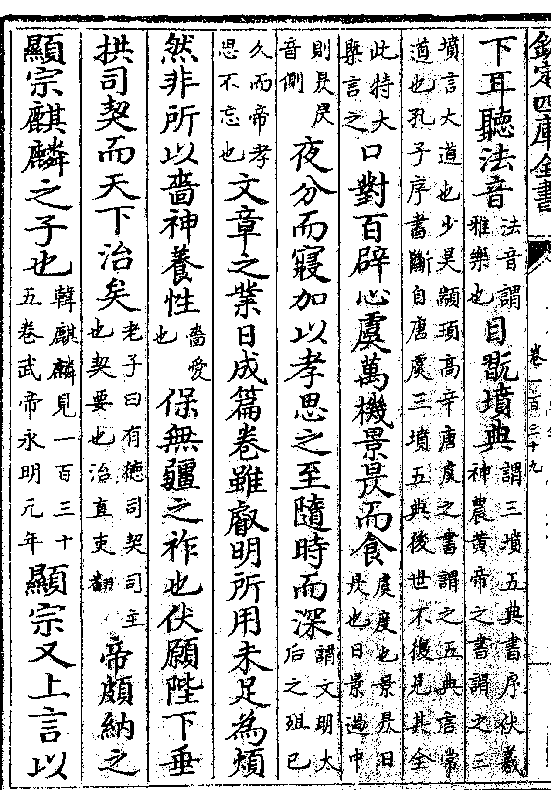 欽定四庫全書 卷一百三十九
下耳聽法音法音謂雅樂也目翫墳典謂三墳五典書序伏羲神農黄帝之書謂之三
墳言大道也少昊顓頊高辛唐虞之書謂之五典言常道也孔子序書斷自唐虞三墳五典後世不復見其全
此特大槩言之口對百辟心虞萬機景昃而食虞度也景昃日昃也日景過中
則昃昃音側夜分而寢加以孝思之至隨時而深謂文明太后之殂已
久而帝孝思不忘也文章之業日成篇卷雖叡明所用未足為煩
然非所以嗇神養性嗇愛也保無疆之祚也伏願陛下垂
拱司契而天下治矣老子曰有德司契司主也契要也治直吏翻帝頗納之
顯宗麒麟之子也韓麒麟見一百三十五卷武帝永明元年顯宗又上言以